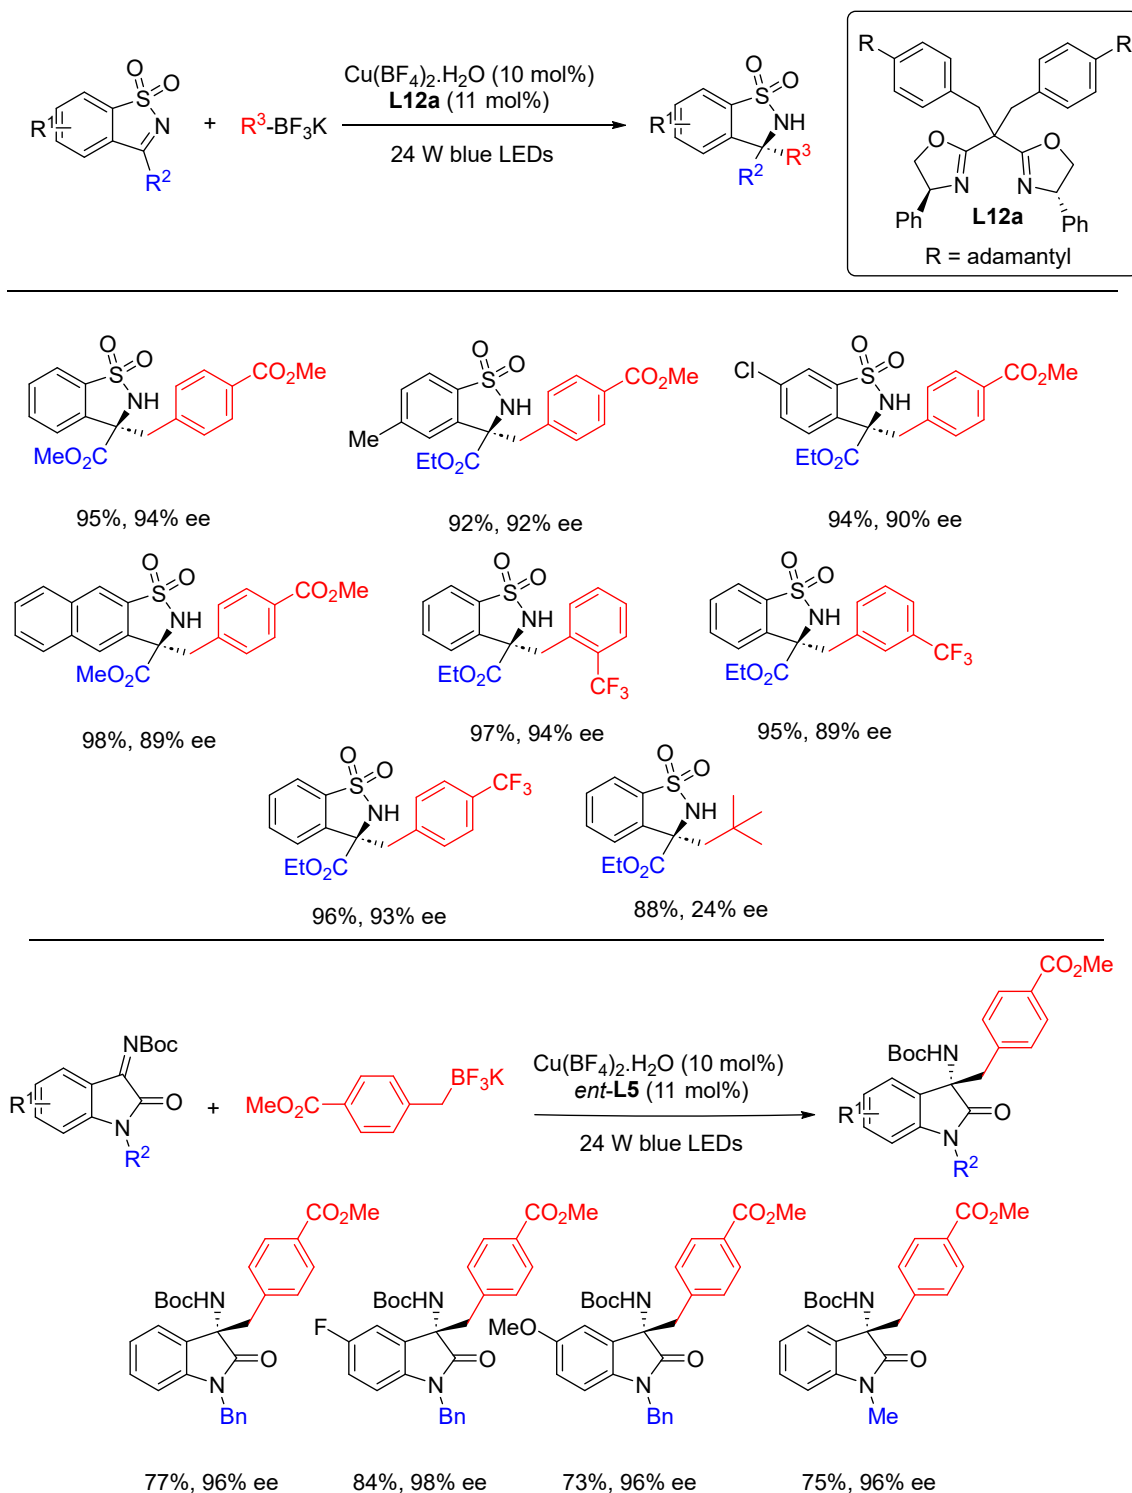 R¹
O
O
S
N
R²
+
R³-BF₃K
Cu(BF₄)₂.H₂O (10 mol%)
L12a (11 mol%)
24 W blue LEDs
R¹
O
O
S
NH
R³
R²
R
R
O
O
N
N
Ph
L12a
Ph
R = adamantyl
O
O
S
NH
CO₂Me
MeO₂C
95%, 94% ee
O
O
S
NH
CO₂Me
Me
EtO₂C
92%, 92% ee
Cl
O
O
S
NH
CO₂Me
EtO₂C
94%, 90% ee
O
O
S
NH
CO₂Me
MeO₂C
98%, 89% ee
O
O
S
NH
EtO₂C
CF₃
97%, 94% ee
O
O
S
NH
EtO₂C
CF₃
95%, 89% ee
O
O
S
NH
CF₃
EtO₂C
96%, 93% ee
O
O
S
NH
EtO₂C
88%, 24% ee
NBoc
R¹
O
N
R²
+
MeO₂C
BF₃K
Cu(BF₄)₂.H₂O (10 mol%)
ent-L5 (11 mol%)
24 W blue LEDs
CO₂Me
BocHN
R¹
O
N
R²
CO₂Me
BocHN
O
N
Bn
77%, 96% ee
CO₂Me
BocHN
F
O
N
Bn
84%, 98% ee
CO₂Me
BocHN
MeO
O
N
Bn
73%, 96% ee
CO₂Me
BocHN
O
N
Me
75%, 96% ee